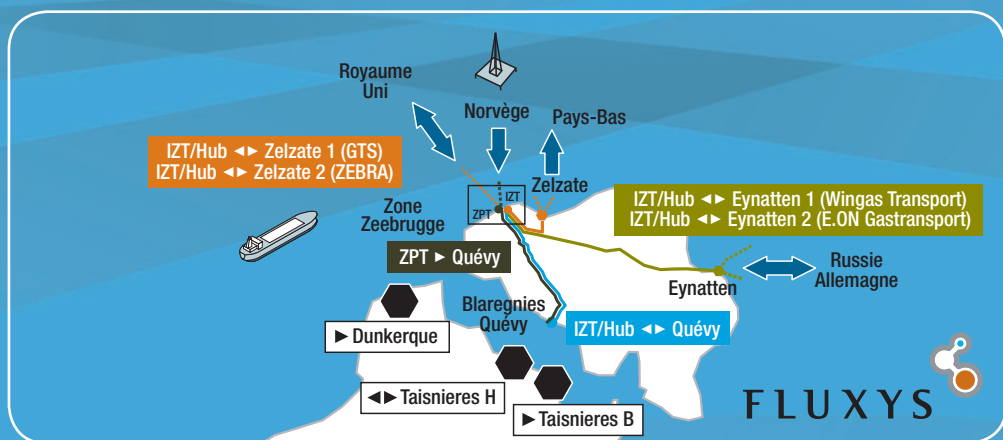 Royaume
Uni
Norvège
Pays-Bas
IZT/Hub ◄► Zelzate 1 (GTS)
IZT/Hub ◄► Zelzate 2 (ZEBRA)
Zelzate
IZT
ZPT
Zone
Zeebrugge
IZT/Hub ◄► Eynatten 1 (Wingas Transport)
IZT/Hub ◄► Eynatten 2 (E.ON Gastransport)
ZPT ► Quévy
Russie
Allemagne
Eynatten
Blaregnies
Quévy
IZT/Hub ◄► Quévy
► Dunkerque
◄► Taisnieres H
► Taisnieres B
FLUXYS